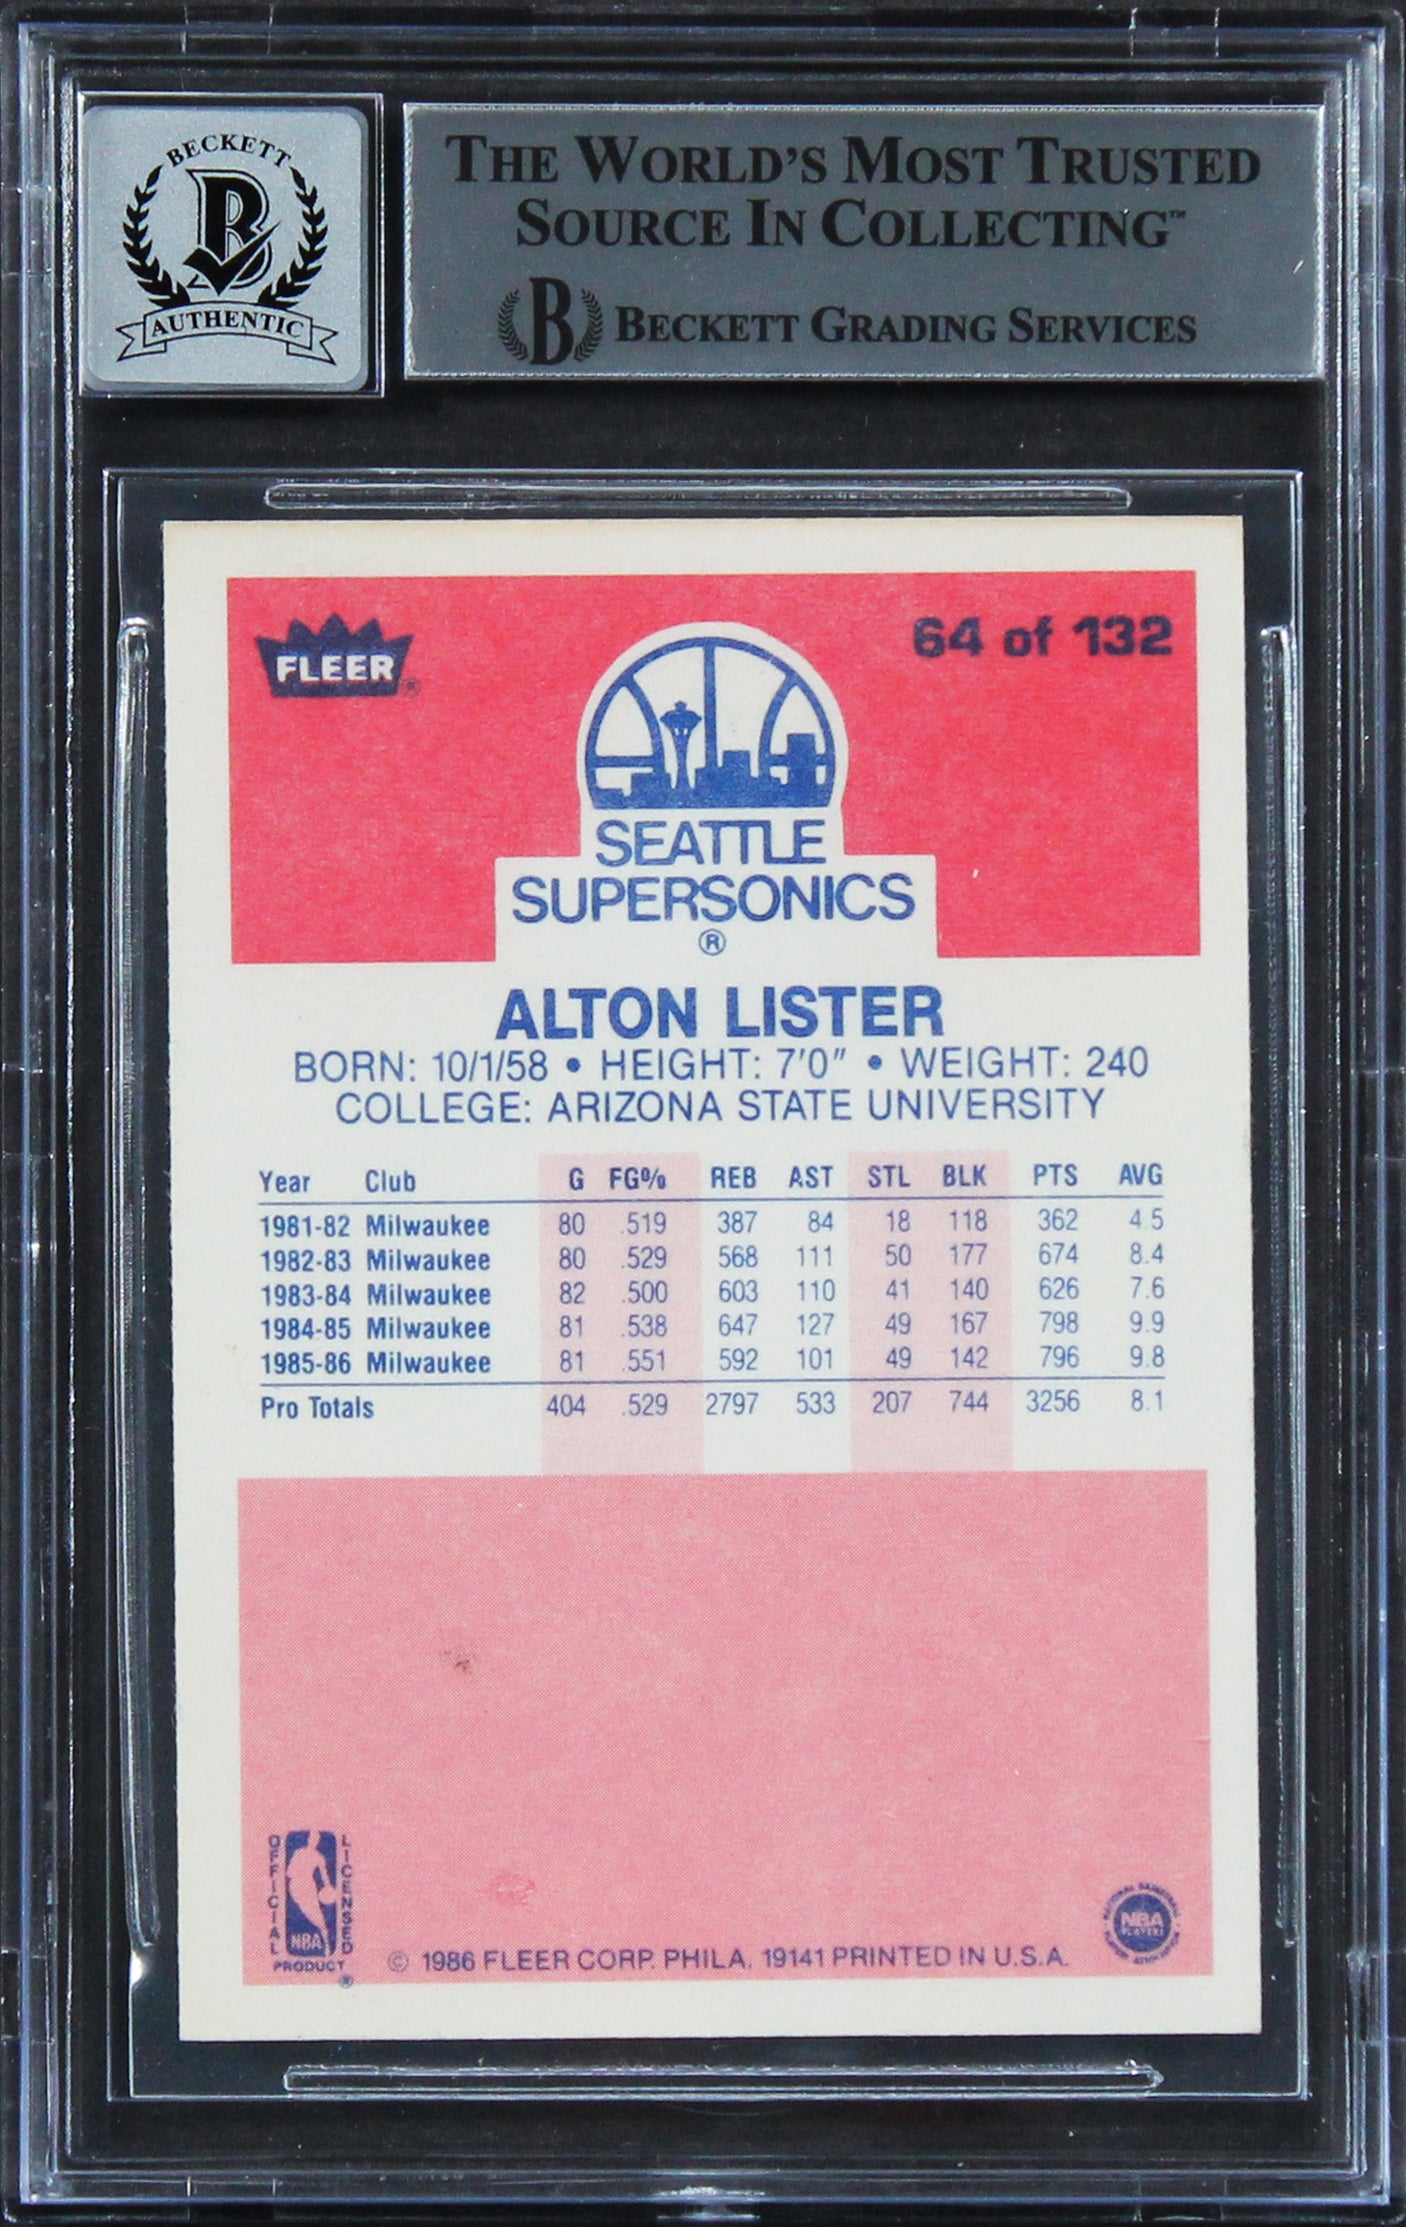 BECKETT
B
AUTHENTIC
THE WORLD'S MOST TRUSTED
SOURCE IN COLLECTING™
B BECKETT GRADING SERVICES
FLEER®
64 of 132
SEATTLE
SUPERSONICS
®
ALTON LISTER
BORN: 10/1/58 • HEIGHT: 7'0" • WEIGHT: 240
COLLEGE: ARIZONA STATE UNIVERSITY
Year Club G FG% REB AST STL BLK PTS AVG
1981-82 Milwaukee 80 .519 387 84 18 118 362 4.5
1982-83 Milwaukee 80 .529 568 111 50 177 674 8.4
1983-84 Milwaukee 82 .500 603 110 41 140 626 7.6
1984-85 Milwaukee 81 .538 647 127 49 167 798 9.9
1985-86 Milwaukee 81 .551 592 101 49 142 796 9.8
Pro Totals 404 .529 2797 533 207 744 3256 8.1
OFFICIAL
LICENSED
NBA
PRODUCT
®
© 1986 FLEER CORP. PHILA. 19141 PRINTED IN U.S.A.
NATIONAL BASKETBALL
NBA
PLAYERS
ASSOCIATION